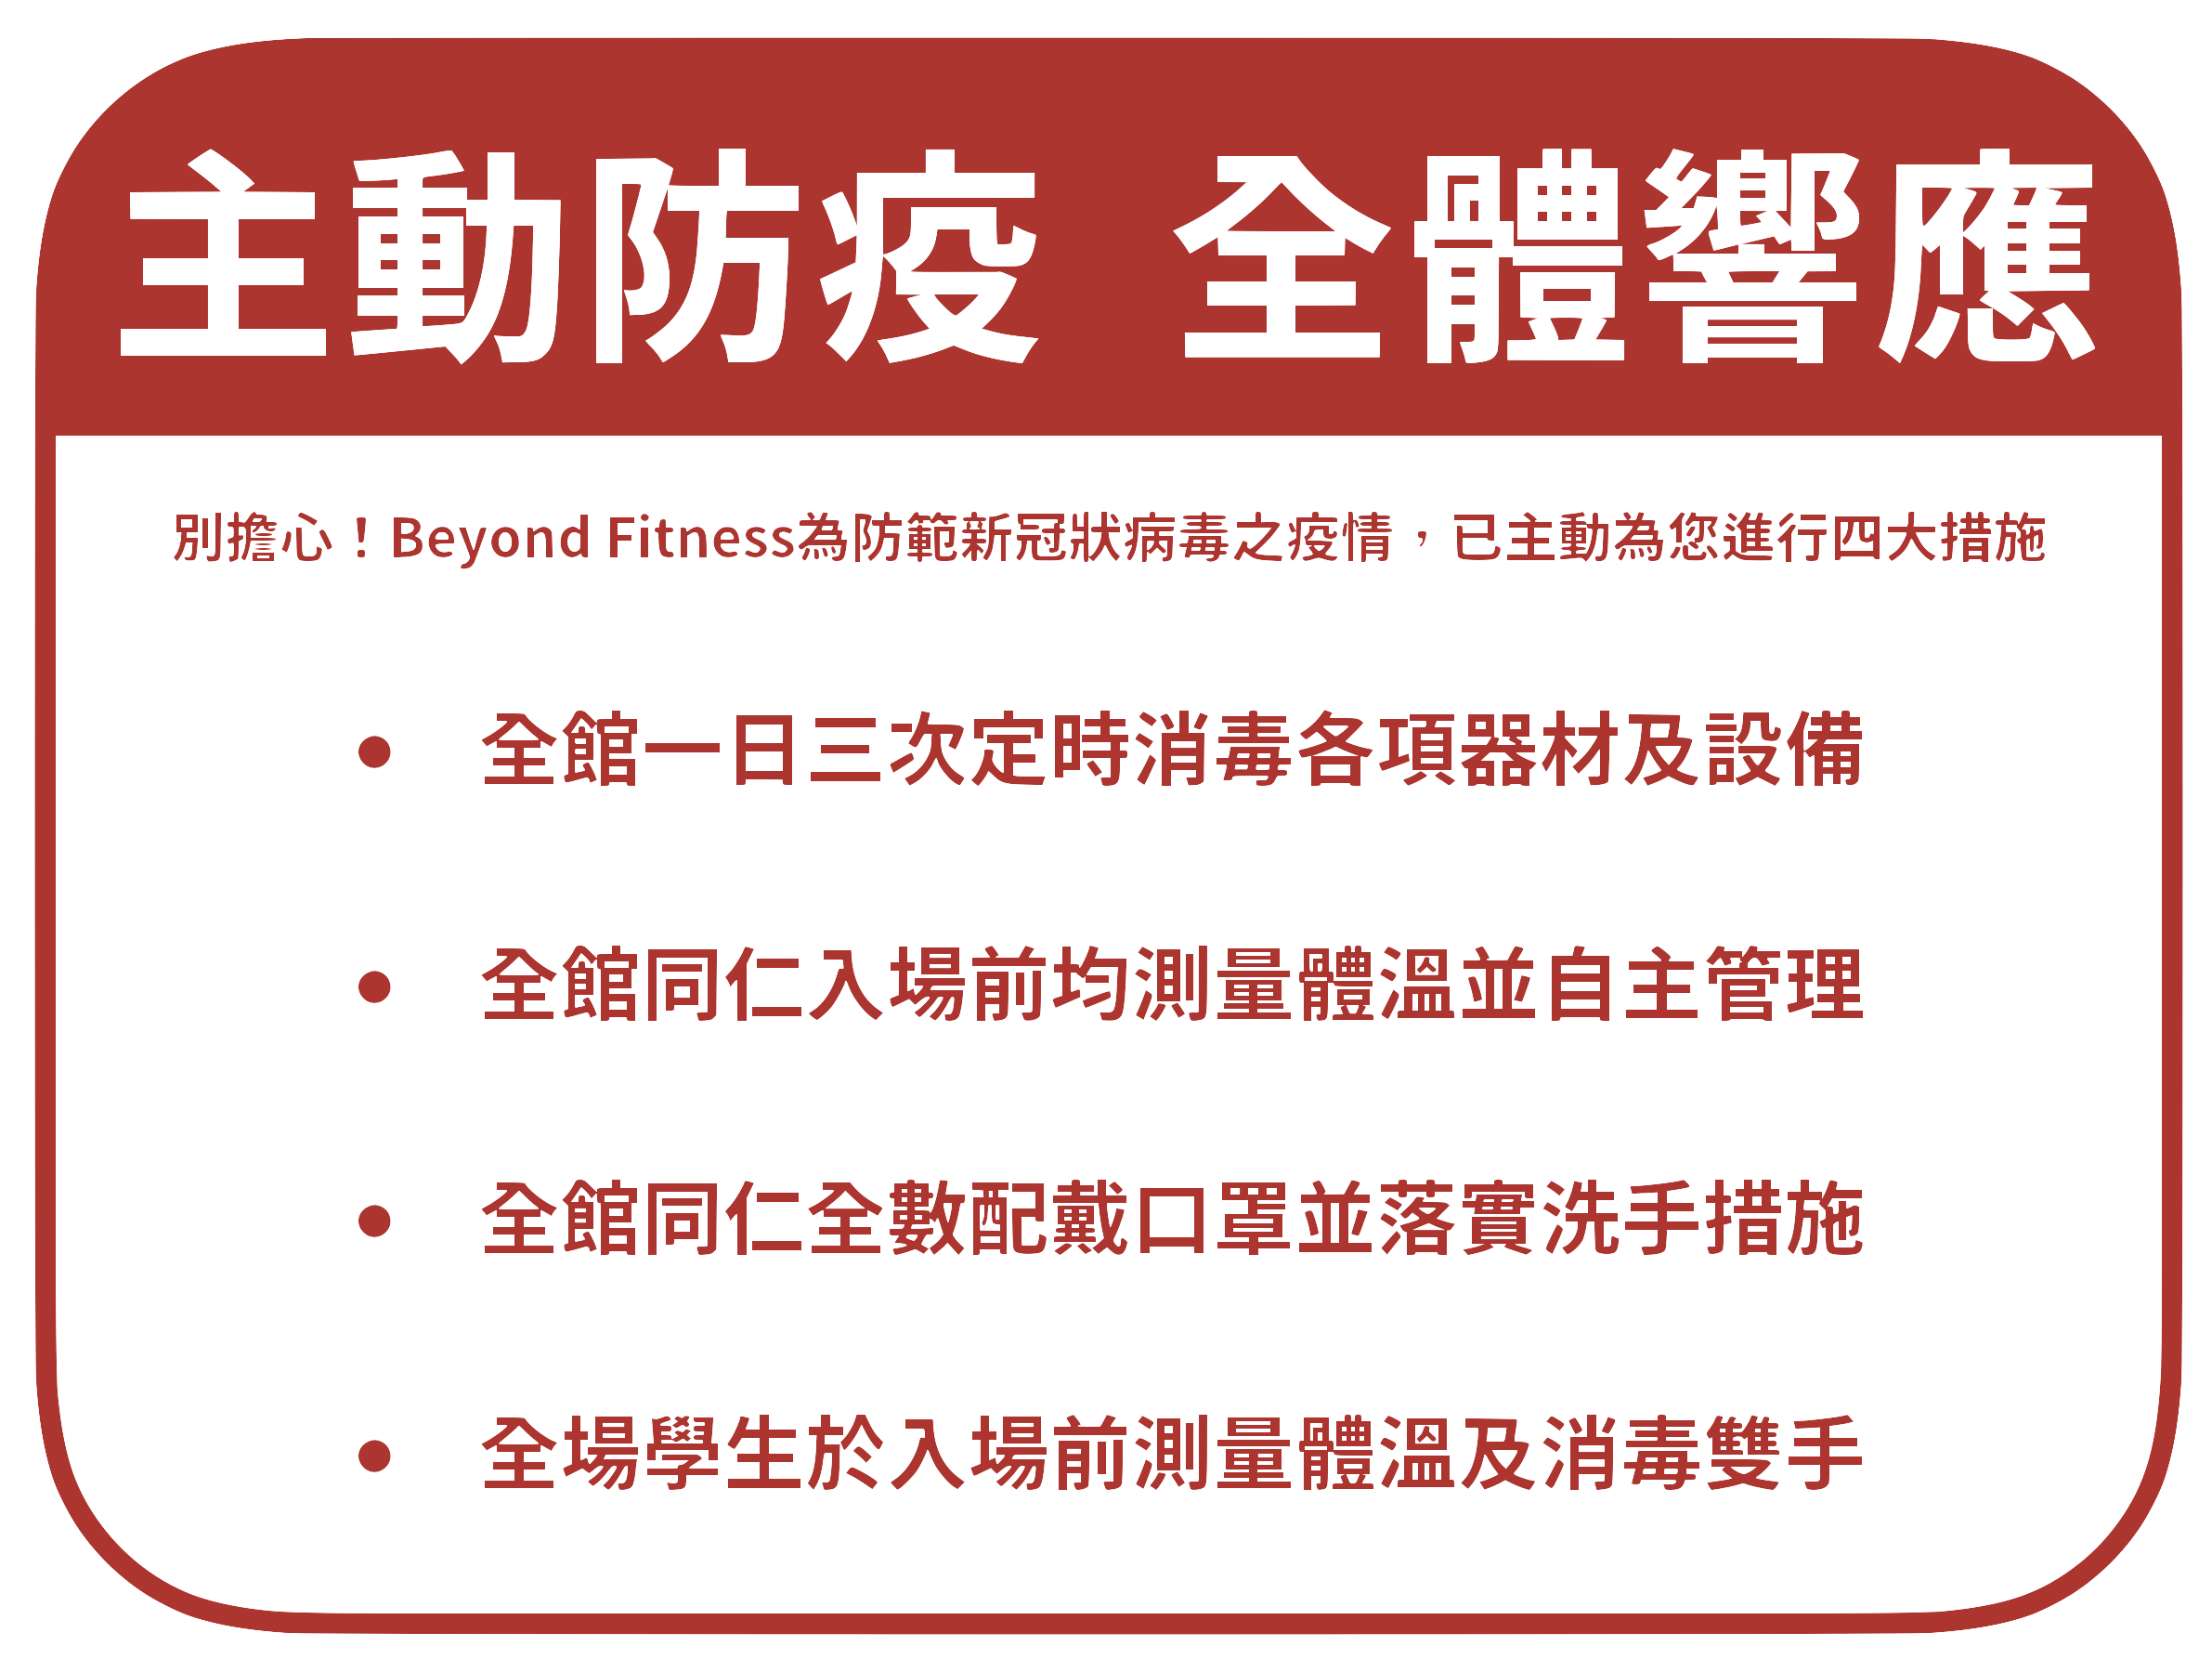 主動防疫 全體響應
別擔心！Beyond Fitness為防範新冠狀病毒之疫情，已主動為您進行四大措施
• 全館一日三次定時消毒各項器材及設備
• 全館同仁入場前均測量體溫並自主管理
• 全館同仁全數配戴口罩並落實洗手措施
• 全場學生於入場前測量體溫及消毒雙手